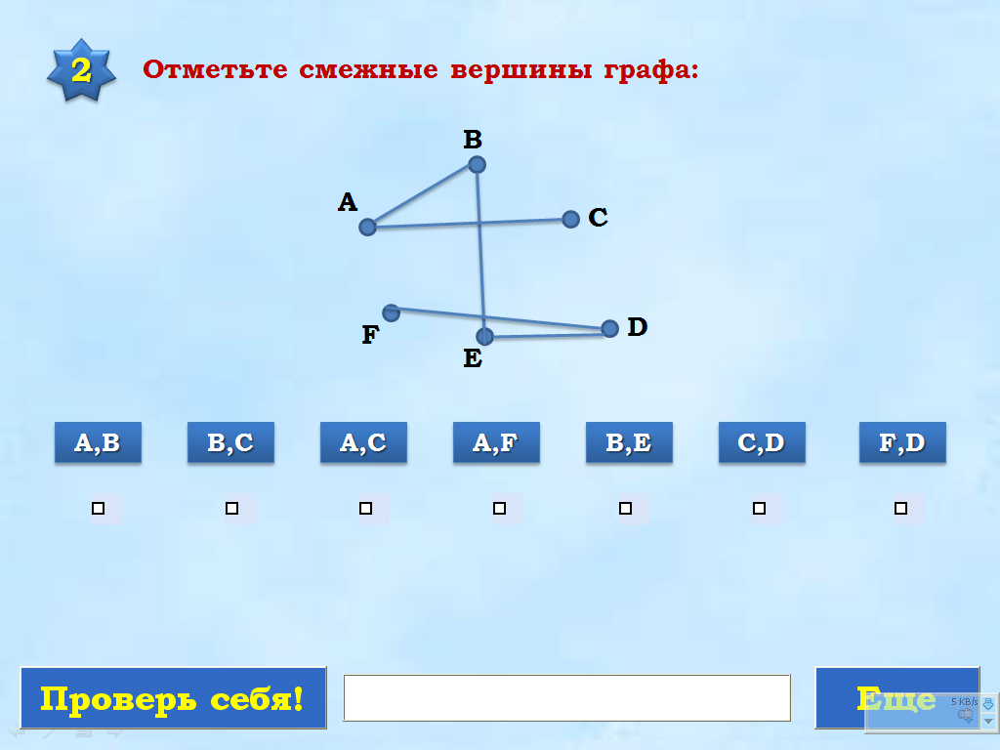 2
Отметьте смежные вершины графа:
B
A
C
F
D
E
A,B B,C A,C A,F B,E C,D F,D
Проверь себя!
Еще
5 KB/s